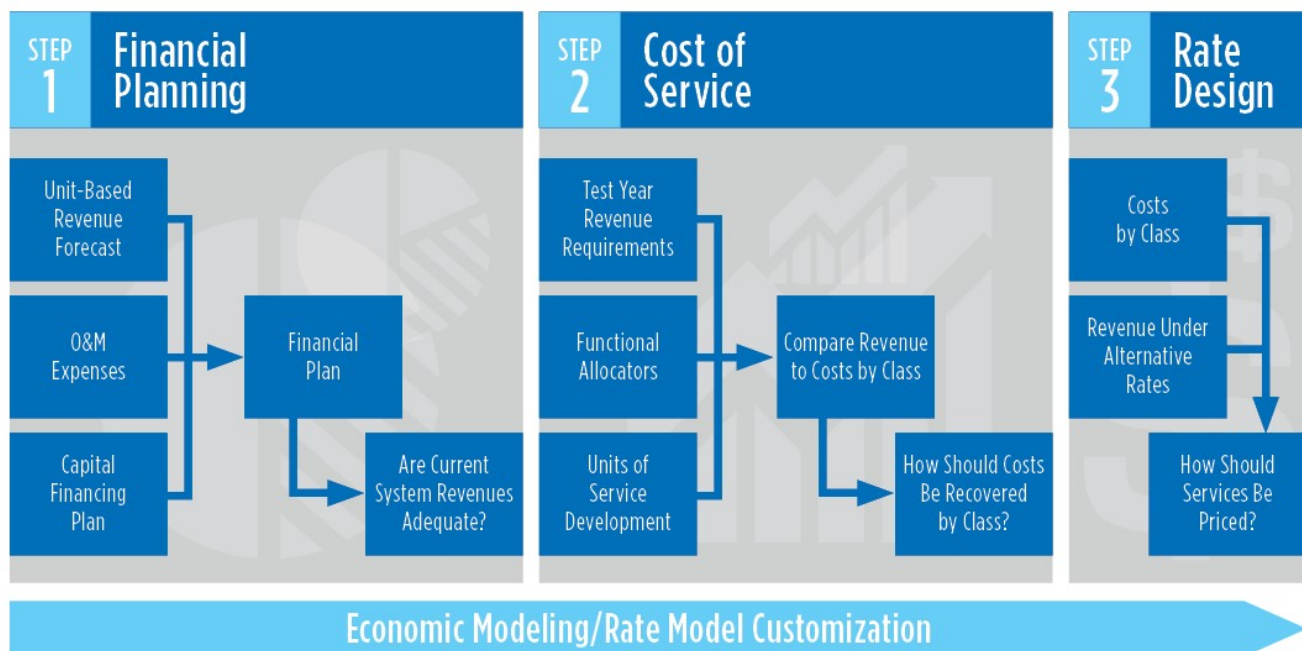 STEP
1
Financial
Planning
Unit-Based
Revenue
Forecast
O&M
Expenses
Capital
Financing
Plan
Financial
Plan
Are Current
System Revenues
Adequate?
STEP
2
Cost of
Service
Test Year
Revenue
Requirements
Functional
Allocators
Units of
Service
Development
Compare Revenue
to Costs by Class
How Should Costs
Be Recovered
by Class?
STEP
3
Rate
Design
Costs
by Class
Revenue Under
Alternative
Rates
How Should
Services Be
Priced?
Economic Modeling/Rate Model Customization